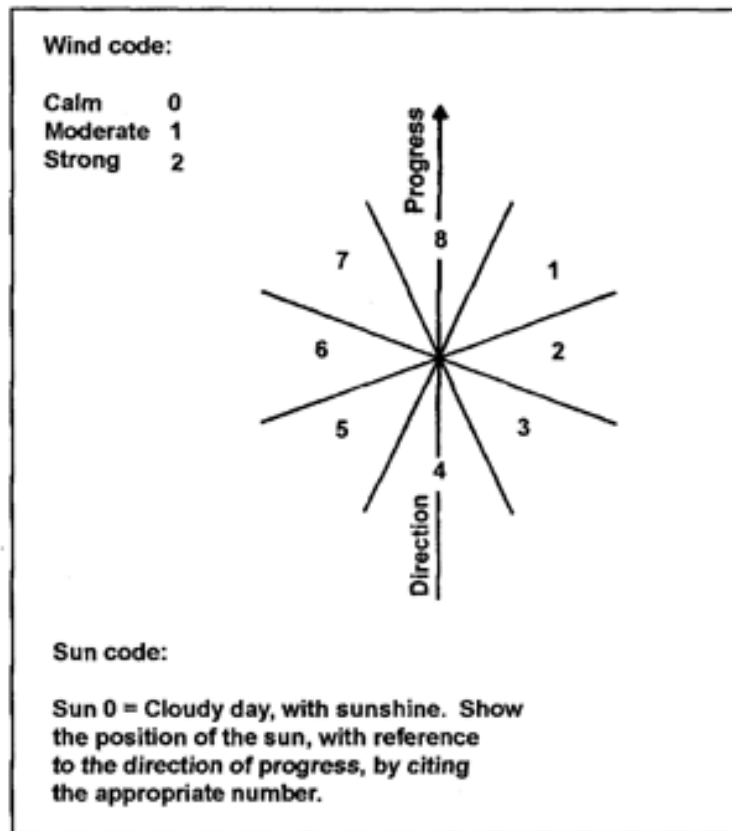 Wind code:
Calm 0
Moderate 1
Strong 2
Progress
8
7
1
6
2
5
3
4
Direction
Sun code:
Sun 0 = Cloudy day, with sunshine. Show
the position of the sun, with reference
to the direction of progress, by citing
the appropriate number.